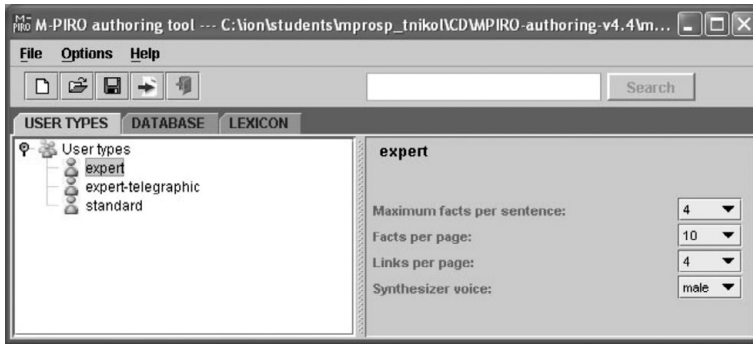 M-PIRO M-PIRO authoring tool --- C:\ion\students\mprosp_tnikol\CD\MPIRO-authoring-v4.4\m...
File Options Help
Search
USER TYPES DATABASE LEXICON
User types
expert
expert-telegraphic
standard
expert
Maximum facts per sentence: 4
Facts per page: 10
Links per page: 4
Synthesizer voice: male